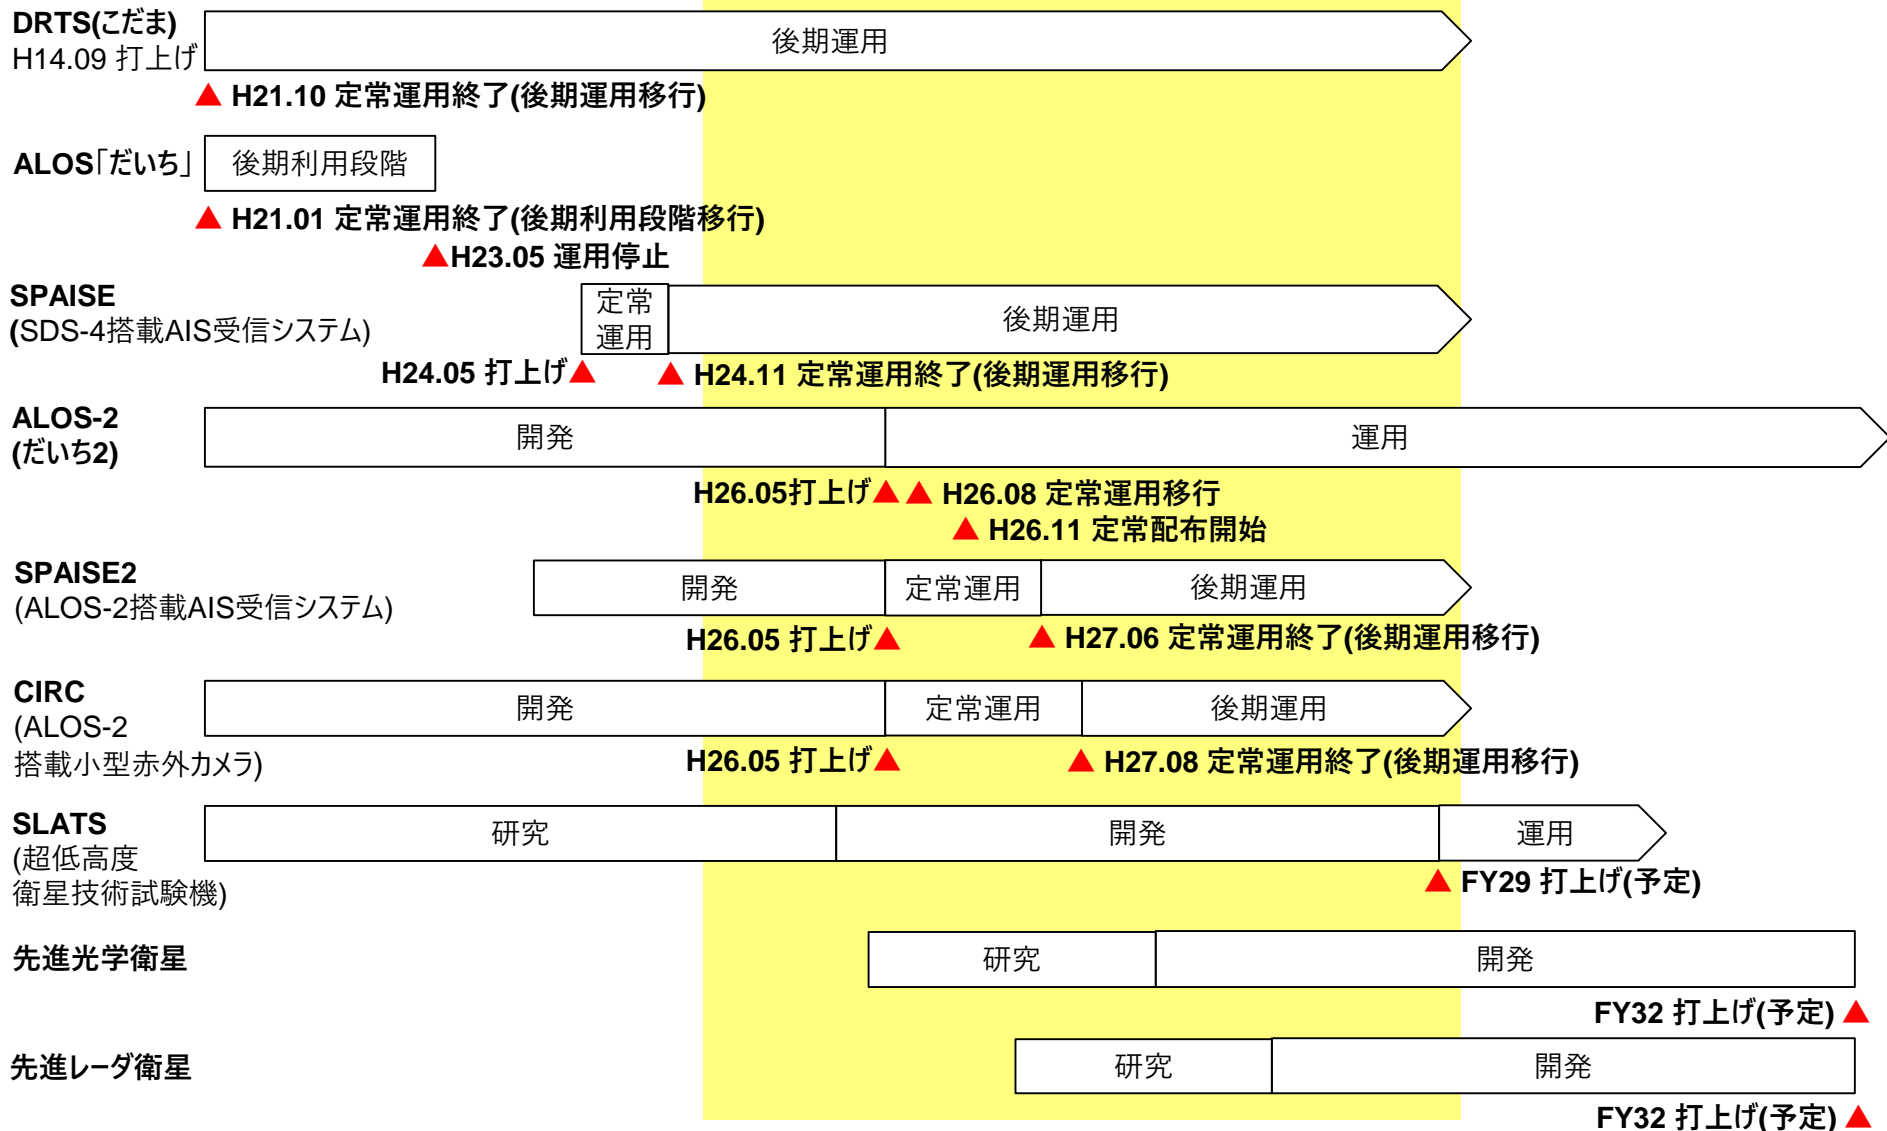 DRTS(こだま)
H14.09 打上げ
後期運用
▲ H21.10 定常運用終了(後期運用移行)
ALOS「だいち」
後期利用段階
▲ H21.01 定常運用終了(後期利用段階移行)
▲H23.05 運用停止
SPAISE
(SDS-4搭載AIS受信システム)
定常
運用
後期運用
H24.05 打上げ▲
▲ H24.11 定常運用終了(後期運用移行)
ALOS-2
(だいち2)
開発
運用
H26.05打上げ▲
▲ H26.08 定常運用移行
▲ H26.11 定常配布開始
SPAISE2
(ALOS-2搭載AIS受信システム)
開発
定常運用
後期運用
H26.05 打上げ▲
▲ H27.06 定常運用終了(後期運用移行)
CIRC
(ALOS-2
搭載小型赤外カメラ)
開発
定常運用
後期運用
H26.05 打上げ▲
▲ H27.08 定常運用終了(後期運用移行)
SLATS
(超低高度
衛星技術試験機)
研究
開発
運用
▲ FY29 打上げ(予定)
先進光学衛星
研究
開発
FY32 打上げ(予定) ▲
先進レーダ衛星
研究
開発
FY32 打上げ(予定) ▲